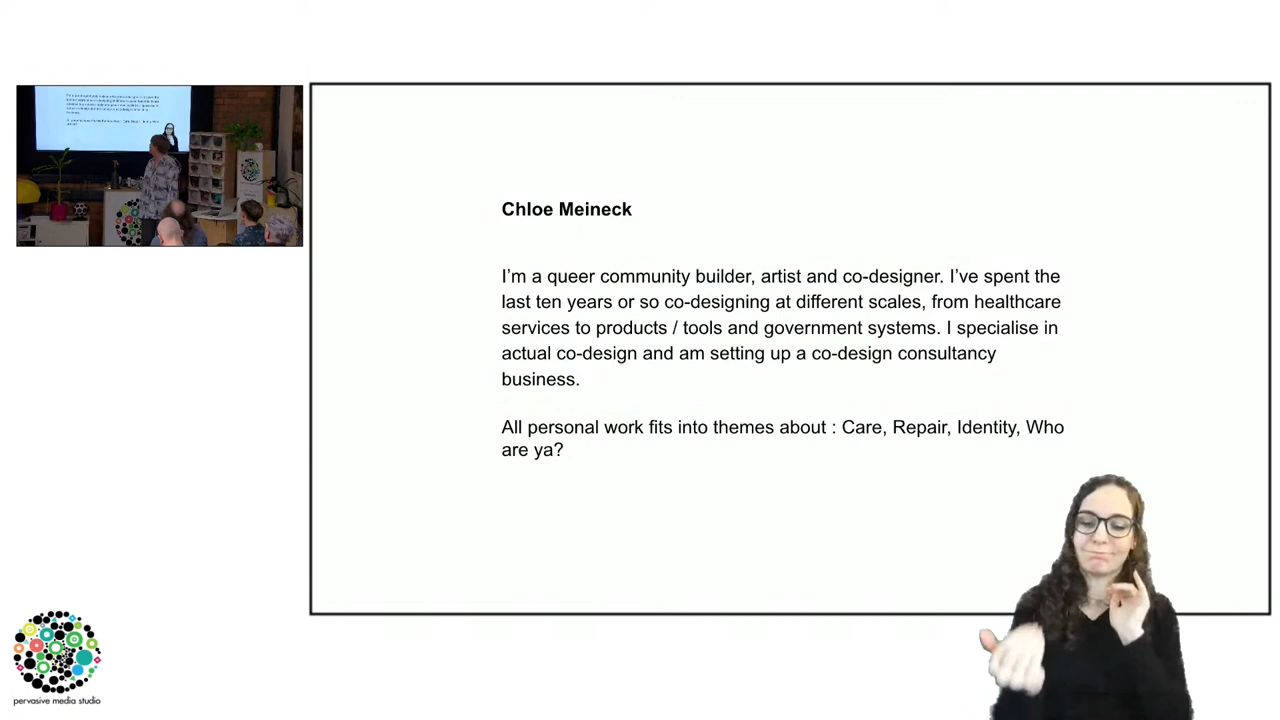 Chloe Meineck
I'm a queer community builder, artist and co-designer. I've spent the
last ten years or so co-designing at different scales, from healthcare
services to products / tools and government systems. I specialise in
actual co-design and am setting up a co-design consultancy
business.
All personal work fits into themes about : Care, Repair, Identity, Who
are ya?
pervasive media studio